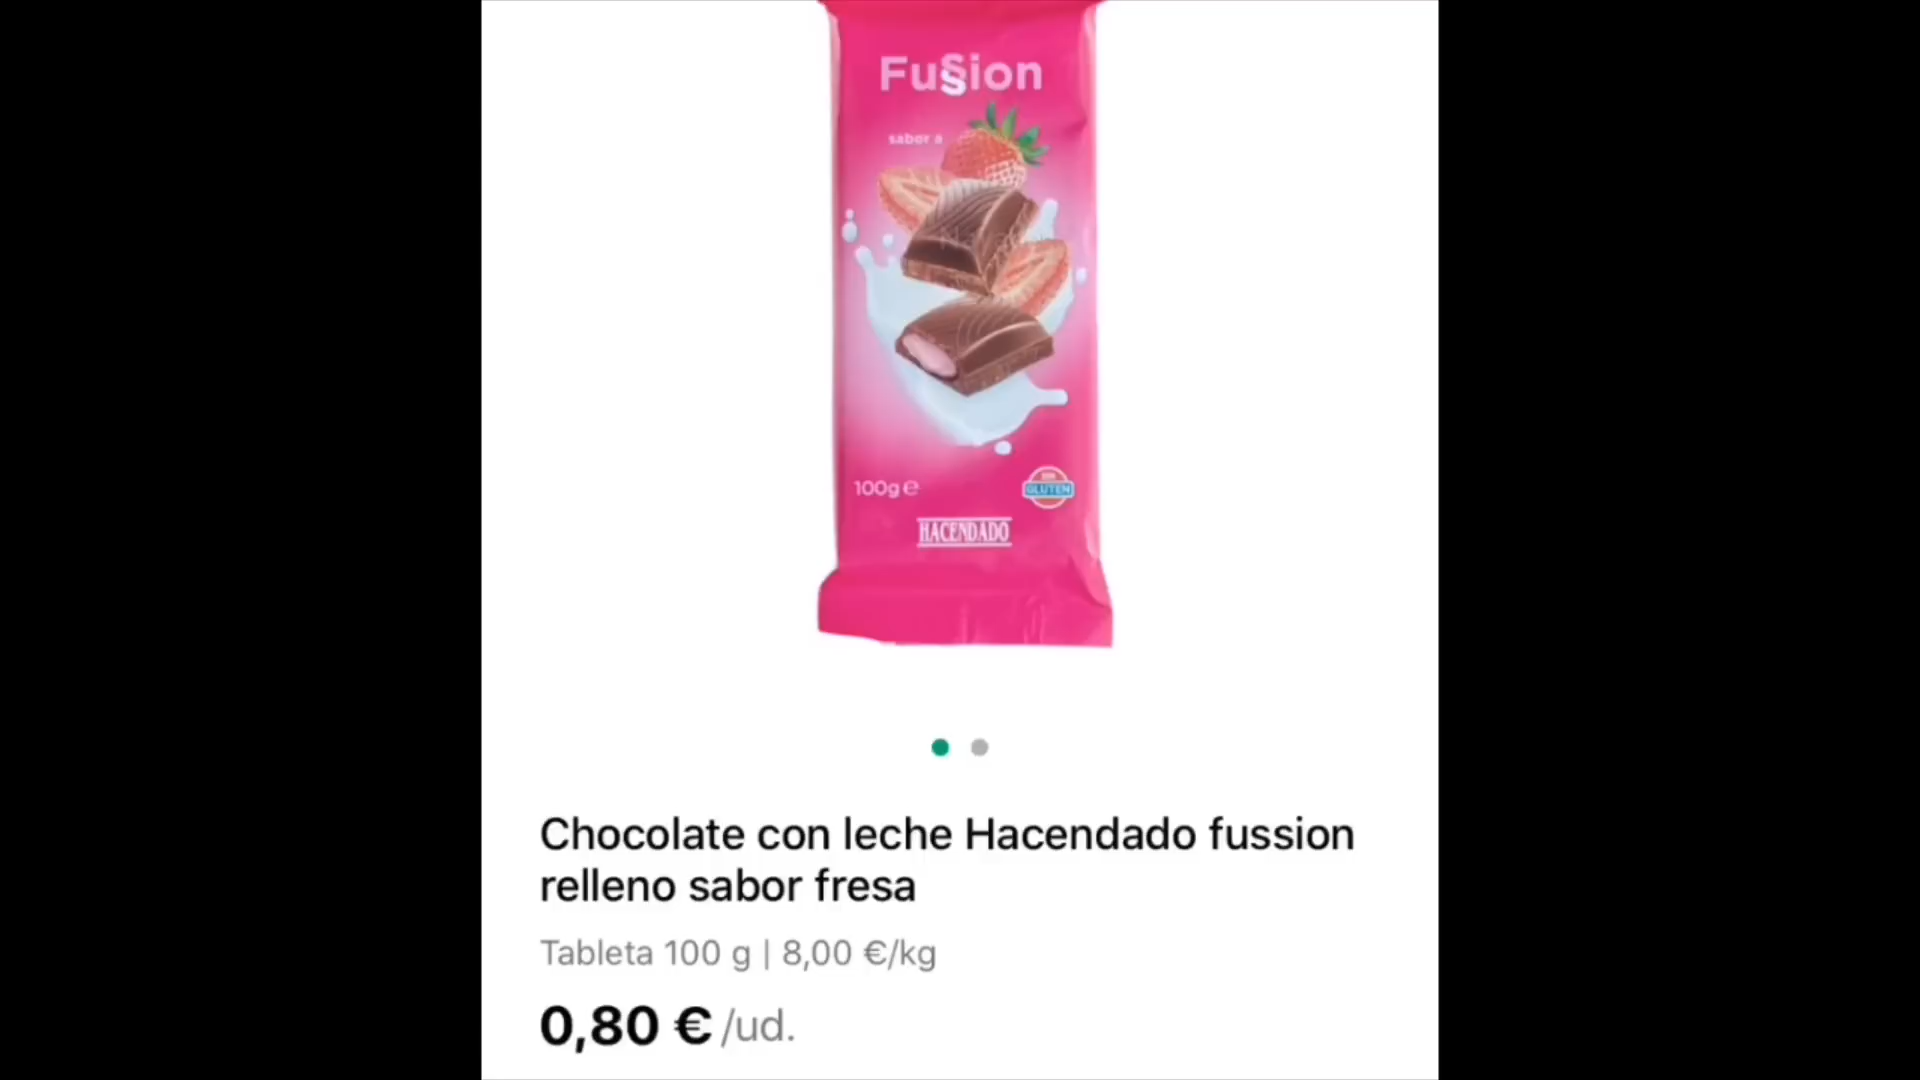 Fussion
sabor a
100g e
GLUTEN
HACENDADO
Chocolate con leche Hacendado fussion
relleno sabor fresa
Tableta 100 g | 8,00 €/kg
0,80 €/ud.